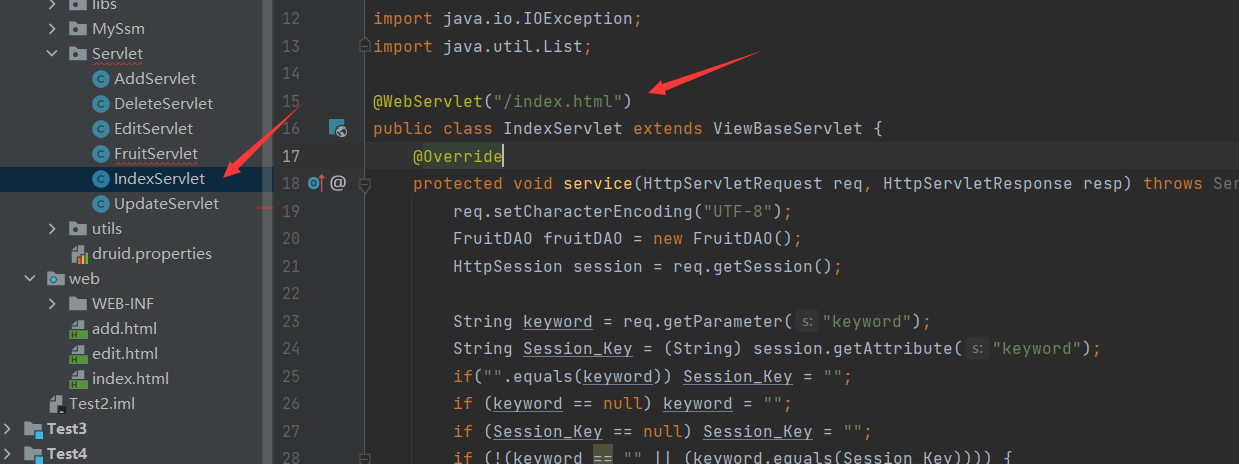 libs
MySsm
Servlet
AddServlet
DeleteServlet
EditServlet
FruitServlet
IndexServlet
UpdateServlet
utils
druid.properties
web
WEB-INF
add.html
edit.html
index.html
Test2.iml
Test3
Test4
12 import java.io.IOException;
13 import java.util.List;
14
15 @WebServlet("/index.html")
16 public class IndexServlet extends ViewBaseServlet {
17 @Override
18 protected void service(HttpServletRequest req, HttpServletResponse resp) throws Ser
19 req.setCharacterEncoding("UTF-8");
20 FruitDAO fruitDAO = new FruitDAO();
21 HttpSession session = req.getSession();
22
23 String keyword = req.getParameter( s: "keyword");
24 String Session_Key = (String) session.getAttribute( s: "keyword");
25 if("".equals(keyword)) Session_Key = "";
26 if (keyword == null) keyword = "";
27 if (Session_Key == null) Session_Key = "";
28 if (!(keyword == "" || (keyword.equals(Session_Key)))) {